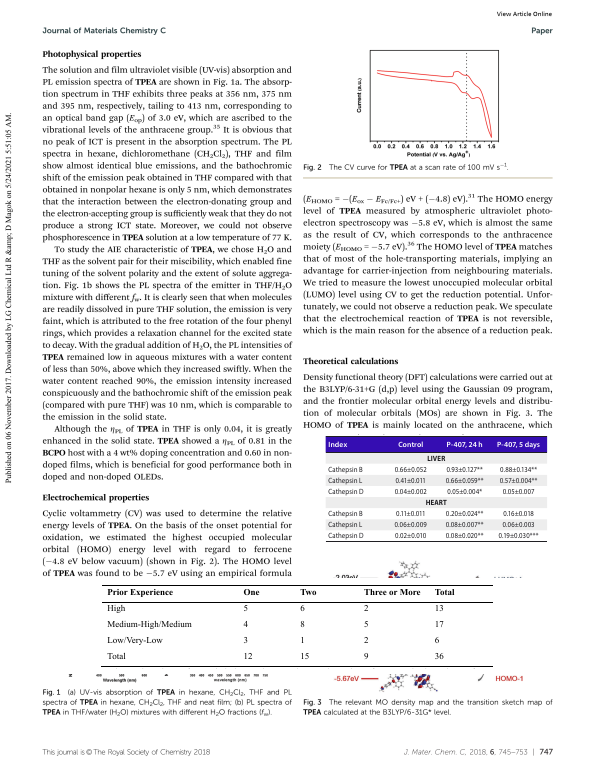 View Article Online
Journal of Materials Chemistry C
Paper
Published on 06 November 2017. Downloaded by LG Chemical Ltd R &amp; D Magok on 5/24/2021 5:51:05 AM.
Photophysical properties
The solution and film ultraviolet visible (UV-vis) absorption and
PL emission spectra of TPEA are shown in Fig. 1a. The absorp-
tion spectrum in THF exhibits three peaks at 356 nm, 375 nm
and 395 nm, respectively, tailing to 413 nm, corresponding to
an optical band gap (Eop) of 3.0 eV, which are ascribed to the
vibrational levels of the anthracene group.35 It is obvious that
no peak of ICT is present in the absorption spectrum. The PL
spectra in hexane, dichloromethane (CH2Cl2), THF and film
show almost identical blue emissions, and the bathochromic
shift of the emission peak obtained in THF compared with that
obtained in nonpolar hexane is only 5 nm, which demonstrates
that the interaction between the electron-donating group and
the electron-accepting group is sufficiently weak that they do not
produce a strong ICT state. Moreover, we could not observe
phosphorescence in TPEA solution at a low temperature of 77 K.
To study the AIE characteristic of TPEA, we chose H2O and
THF as the solvent pair for their miscibility, which enabled fine
tuning of the solvent polarity and the extent of solute aggrega-
tion. Fig. 1b shows the PL spectra of the emitter in THF/H2O
mixture with different fw. It is clearly seen that when molecules
are readily dissolved in pure THF solution, the emission is very
faint, which is attributed to the free rotation of the four phenyl
rings, which provides a relaxation channel for the excited state
to decay. With the gradual addition of H2O, the PL intensities of
TPEA remained low in aqueous mixtures with a water content
of less than 50%, above which they increased swiftly. When the
water content reached 90%, the emission intensity increased
conspicuously and the bathochromic shift of the emission peak
(compared with pure THF) was 10 nm, which is comparable to
the emission in the solid state.
Although the ηPL of TPEA in THF is only 0.04, it is greatly
enhanced in the solid state. TPEA showed a ηPL of 0.81 in the
BCPO host with a 4 wt% doping concentration and 0.60 in non-
doped films, which is beneficial for good performance both in
doped and non-doped OLEDs.
Electrochemical properties
Cyclic voltammetry (CV) was used to determine the relative
energy levels of TPEA. On the basis of the onset potential for
oxidation, we estimated the highest occupied molecular
orbital (HOMO) energy level with regard to ferrocene
(−4.8 eV below vacuum) (shown in Fig. 2). The HOMO level
of TPEA was found to be −5.7 eV using an empirical formula
Current (a.u.)
0.0 0.2 0.4 0.6 0.8 1.0 1.2 1.4 1.6
Potential (V vs. Ag/Ag+)
Fig. 2 The CV curve for TPEA at a scan rate of 100 mV s−1.
(EHOMO = −(Eox − EFc/Fc+) eV + (−4.8) eV).31 The HOMO energy
level of TPEA measured by atmospheric ultraviolet photo-
electron spectroscopy was −5.8 eV, which is almost the same
as the result of CV, which corresponds to the anthracence
moiety (EHOMO = −5.7 eV).36 The HOMO level of TPEA matches
that of most of the hole-transporting materials, implying an
advantage for carrier-injection from neighbouring materials.
We tried to measure the lowest unoccupied molecular orbital
(LUMO) level using CV to get the reduction potential. Unfor-
tunately, we could not observe a reduction peak. We speculate
that the electrochemical reaction of TPEA is not reversible,
which is the main reason for the absence of a reduction peak.
Theoretical calculations
Density functional theory (DFT) calculations were carried out at
the B3LYP/6-31+G (d,p) level using the Gaussian 09 program,
and the frontier molecular orbital energy levels and distribu-
tion of molecular orbitals (MOs) are shown in Fig. 3. The
HOMO of TPEA is mainly located on the anthracene, which
Index Control P-407, 24 h P-407, 5 days
LIVER
Cathepsin B 0.66±0.052 0.93±0.127** 0.88±0.134**
Cathepsin L 0.41±0.011 0.66±0.059** 0.57±0.004**
Cathepsin D 0.04±0.002 0.05±0.004* 0.05±0.007
HEART
Cathepsin B 0.11±0.011 0.20±0.024** 0.16±0.018
Cathepsin L 0.06±0.009 0.08±0.007** 0.06±0.003
Cathepsin D 0.02±0.010 0.08±0.020** 0.19±0.030***
Prior Experience One Two Three or More Total
High 5 6 2 13
Medium-High/Medium 4 8 5 17
Low/Very-Low 3 1 2 6
Total 12 15 9 36
Wavelength (nm)
wavelength (nm)
-5.67eV
HOMO-1
Fig. 1 (a) UV-vis absorption of TPEA in hexane, CH2Cl2, THF and PL
spectra of TPEA in hexane, CH2Cl2, THF and neat film; (b) PL spectra of
TPEA in THF/water (H2O) mixtures with different H2O fractions (fw).
Fig. 3 The relevant MO density map and the transition sketch map of
TPEA calculated at the B3LYP/6-31G* level.
This journal is © The Royal Society of Chemistry 2018
J. Mater. Chem. C, 2018, 6, 745–753 | 747